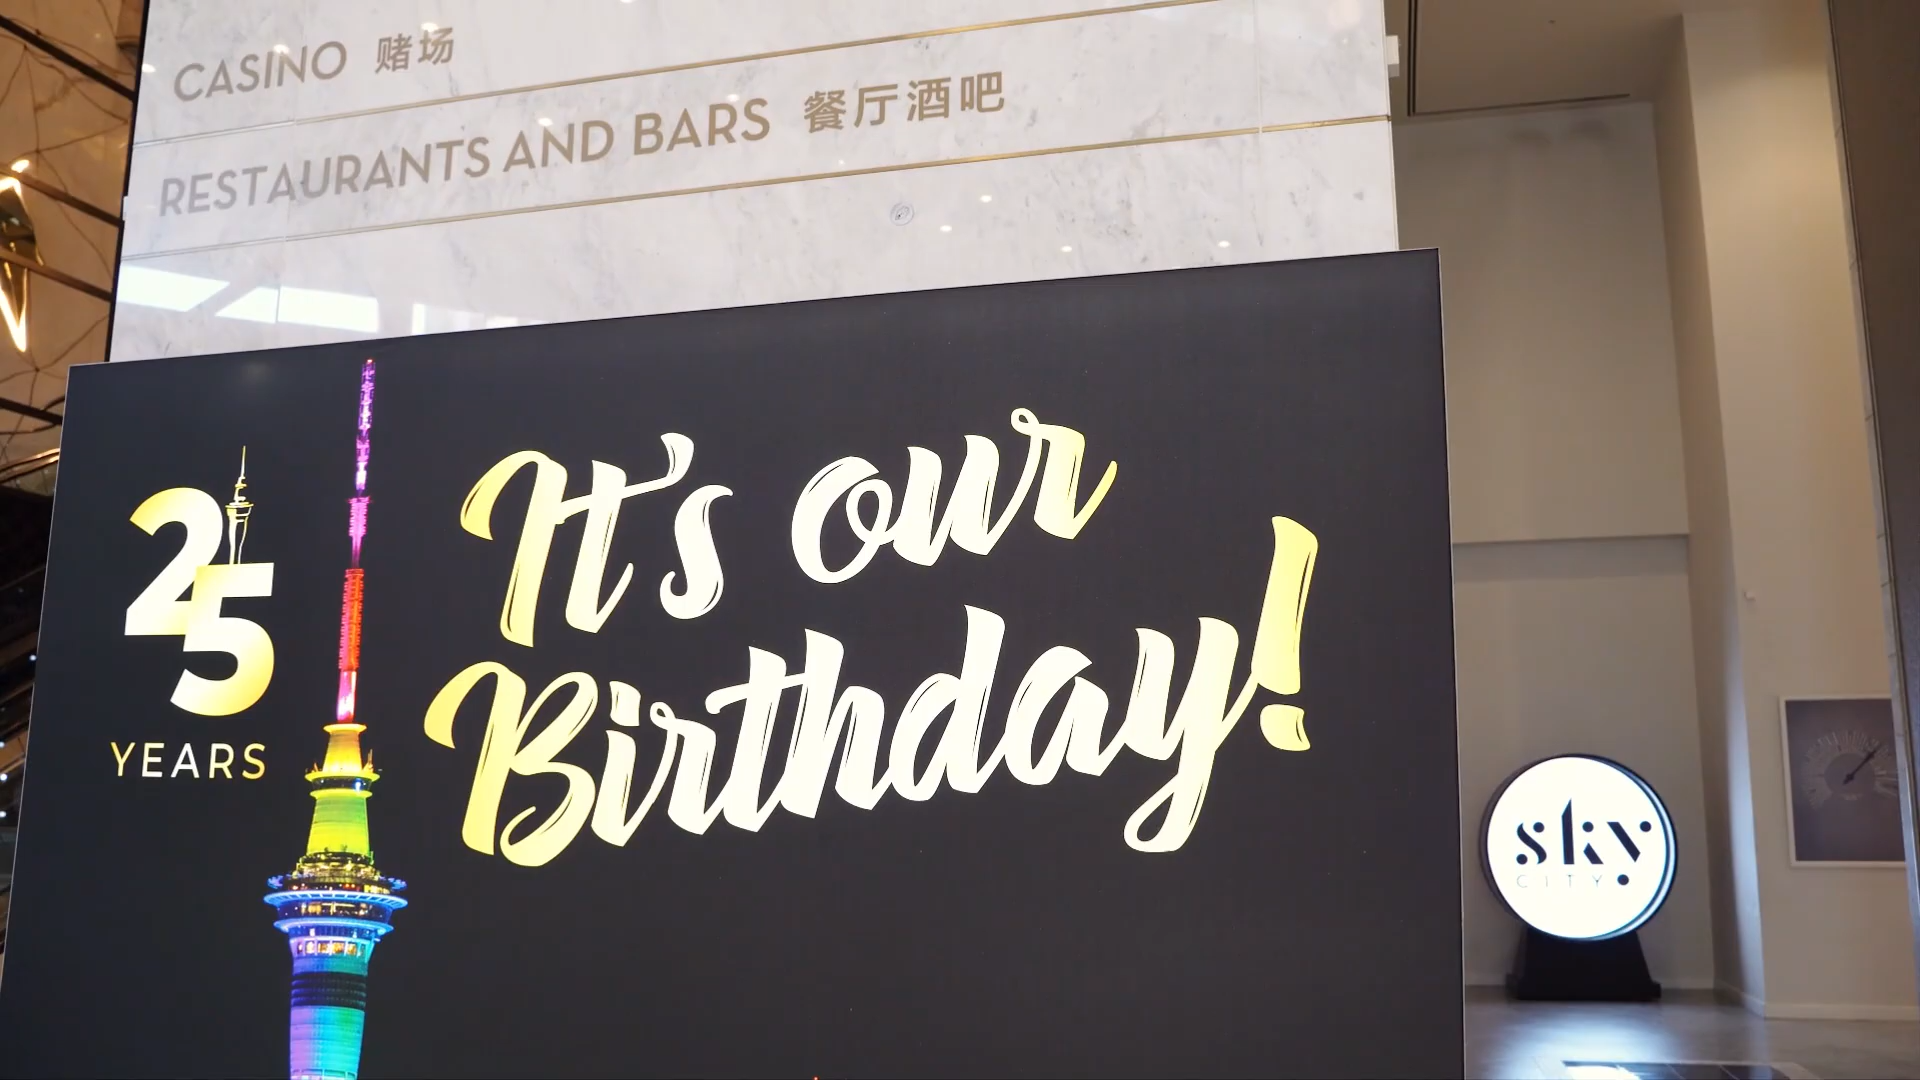 CASINO 赌场
RESTAURANTS AND BARS 餐厅酒吧
25
YEARS
It's our
Birthday!
sky
CITY